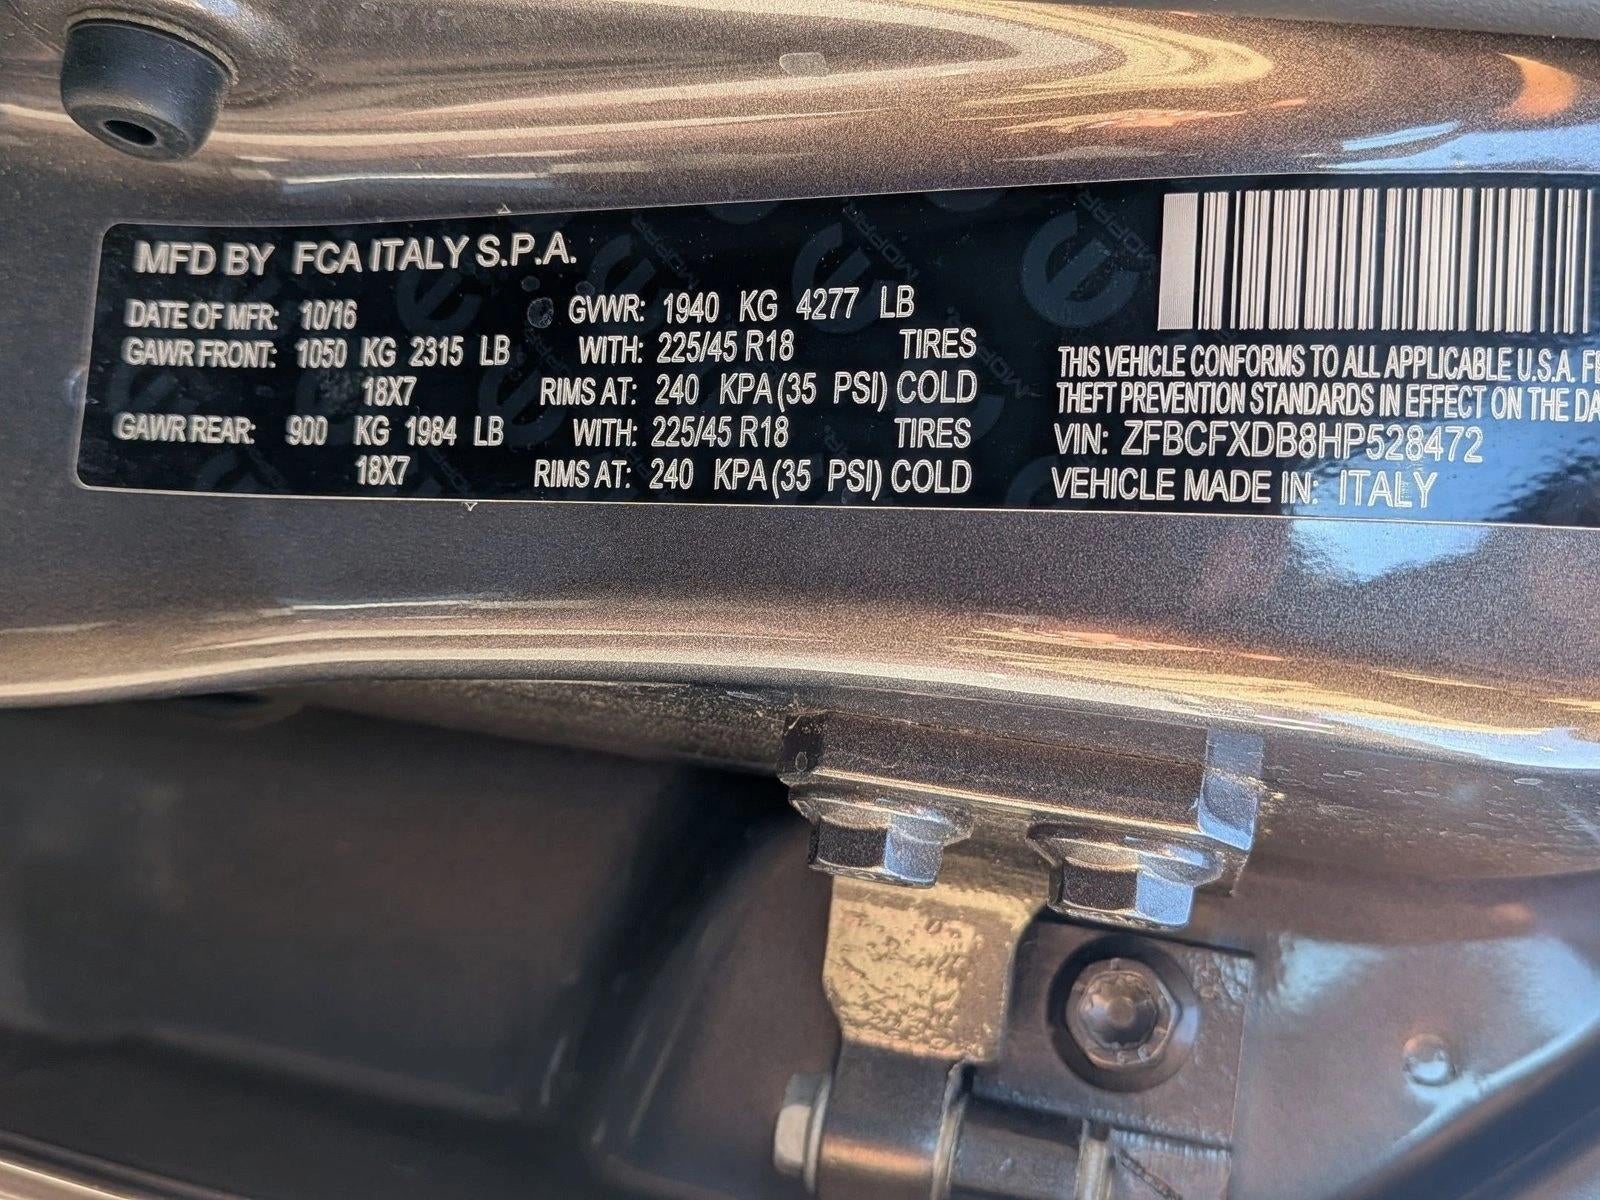 MFD BY FCA ITALY S.P.A.
DATE OF MFR: 10/16 GVWR: 1940 KG 4277 LB
GAWR FRONT: 1050 KG 2315 LB WITH: 225/45 R18 TIRES
18X7 RIMS AT: 240 KPA (35 PSI) COLD
GAWR REAR: 900 KG 1984 LB WITH: 225/45 R18 TIRES
18X7 RIMS AT: 240 KPA (35 PSI) COLD
THIS VEHICLE CONFORMS TO ALL APPLICABLE U.S.A. FE
THEFT PREVENTION STANDARDS IN EFFECT ON THE DA
VIN: ZFBCFXDB8HP528472
VEHICLE MADE IN: ITALY
MOPAR